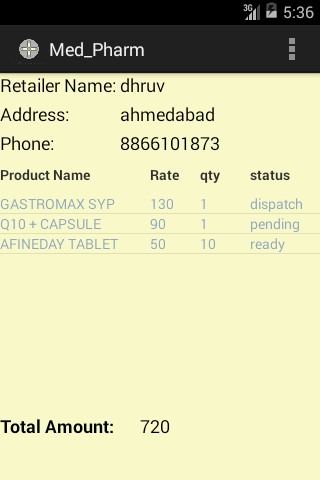 3G 5:36
Med_Pharm
Retailer Name: dhruv
Address: ahmedabad
Phone: 8866101873
Product Name Rate qty status
GASTROMAX SYP 130 1 dispatch
Q10 + CAPSULE 90 1 pending
AFINEDAY TABLET 50 10 ready
Total Amount: 720